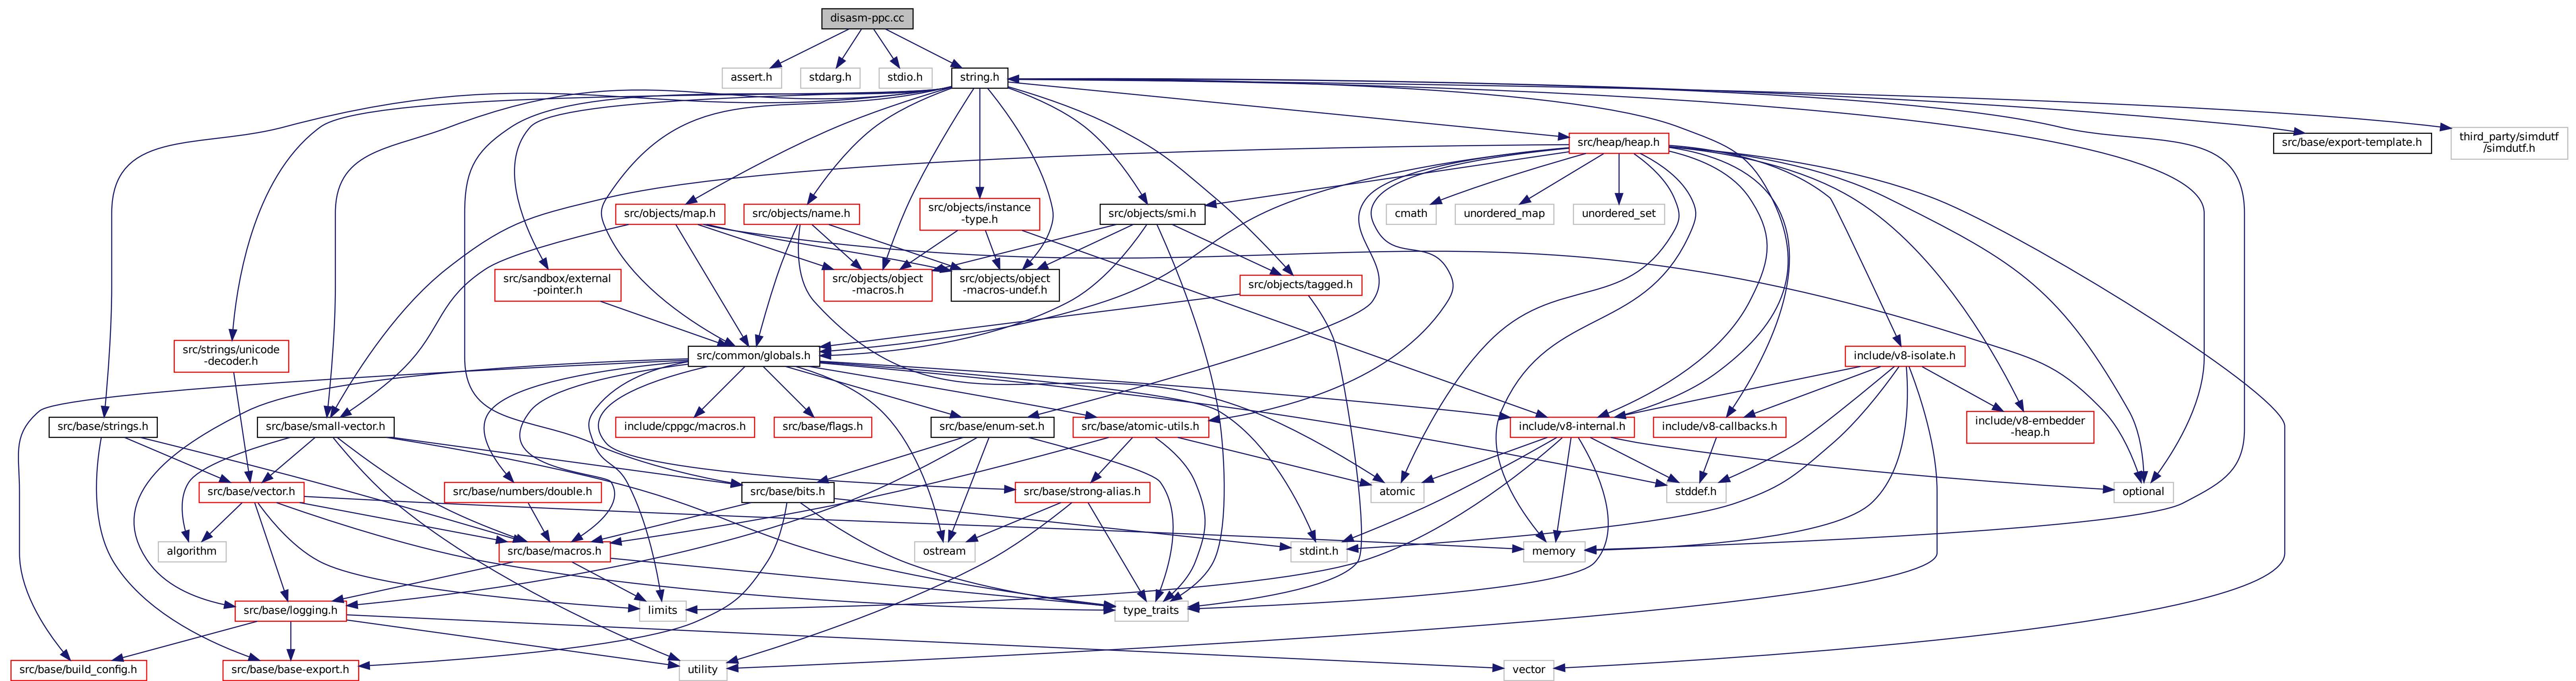 disasm-ppc.cc
assert.h
stdarg.h
stdio.h
string.h
src/heap/heap.h
src/base/export-template.h
third_party/simdutf
/simdutf.h
src/objects/map.h
src/objects/name.h
src/objects/instance
-type.h
src/objects/smi.h
cmath
unordered_map
unordered_set
src/sandbox/external
-pointer.h
src/objects/object
-macros.h
src/objects/object
-macros-undef.h
src/objects/tagged.h
src/strings/unicode
-decoder.h
src/common/globals.h
include/v8-isolate.h
src/base/strings.h
src/base/small-vector.h
include/cppgc/macros.h
src/base/flags.h
src/base/enum-set.h
src/base/atomic-utils.h
include/v8-internal.h
include/v8-callbacks.h
include/v8-embedder
-heap.h
src/base/vector.h
src/base/numbers/double.h
src/base/bits.h
src/base/strong-alias.h
atomic
stddef.h
optional
algorithm
src/base/macros.h
ostream
stdint.h
memory
src/base/logging.h
limits
type_traits
src/base/build_config.h
src/base/base-export.h
utility
vector